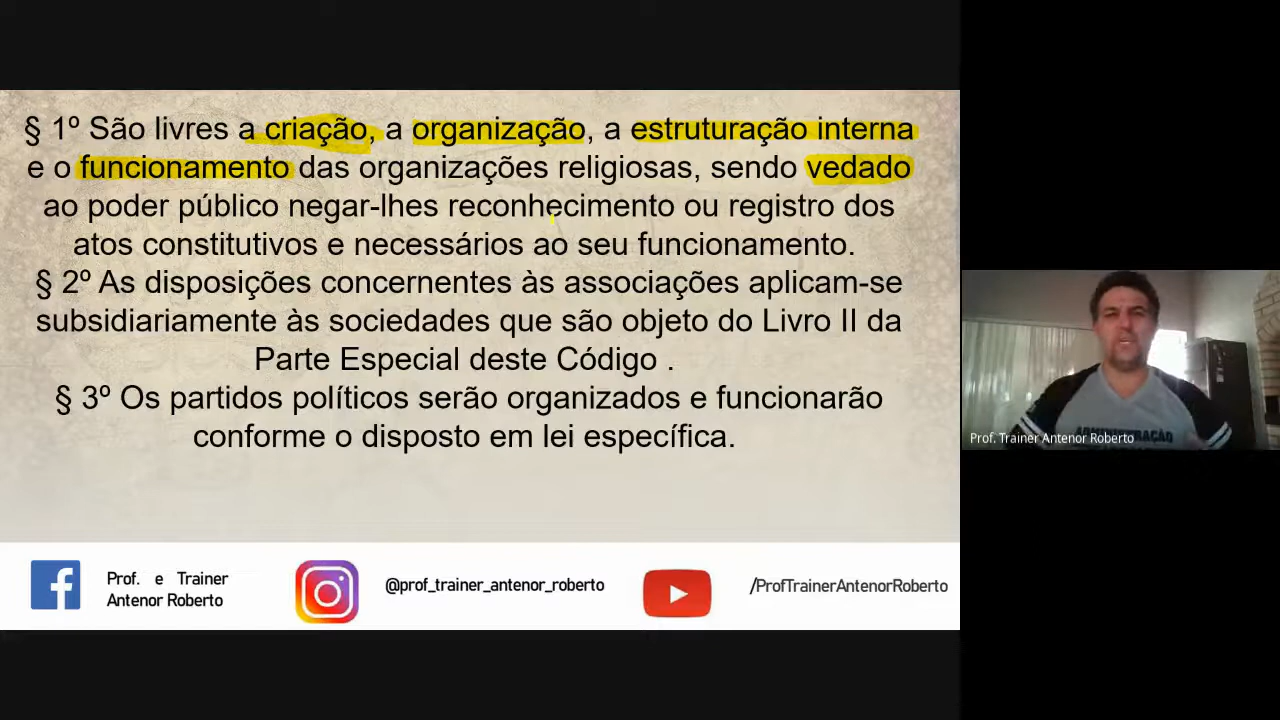 § 1º São livres a criação, a organização, a estruturação interna
e o funcionamento das organizações religiosas, sendo vedado
ao poder público negar-lhes reconhecimento ou registro dos
atos constitutivos e necessários ao seu funcionamento.
§ 2º As disposições concernentes às associações aplicam-se
subsidiariamente às sociedades que são objeto do Livro II da
Parte Especial deste Código .
§ 3º Os partidos políticos serão organizados e funcionarão
conforme o disposto em lei específica.
Prof. e Trainer
Antenor Roberto
@prof_trainer_antenor_roberto
/ProfTrainerAntenorRoberto
ADMINISTRAÇÃO
Prof. Trainer Antenor Roberto